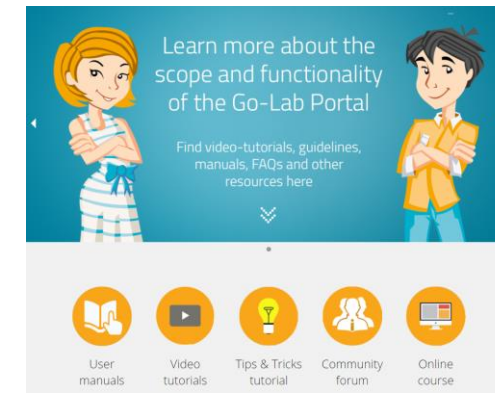 Learn more about the
scope and functionality
of the Go-Lab Portal
Find video-tutorials, guidelines,
manuals, FAQs and other
resources here
User
manuals
Video
tutorials
Tips & Tricks
tutorial
Community
forum
Online
course